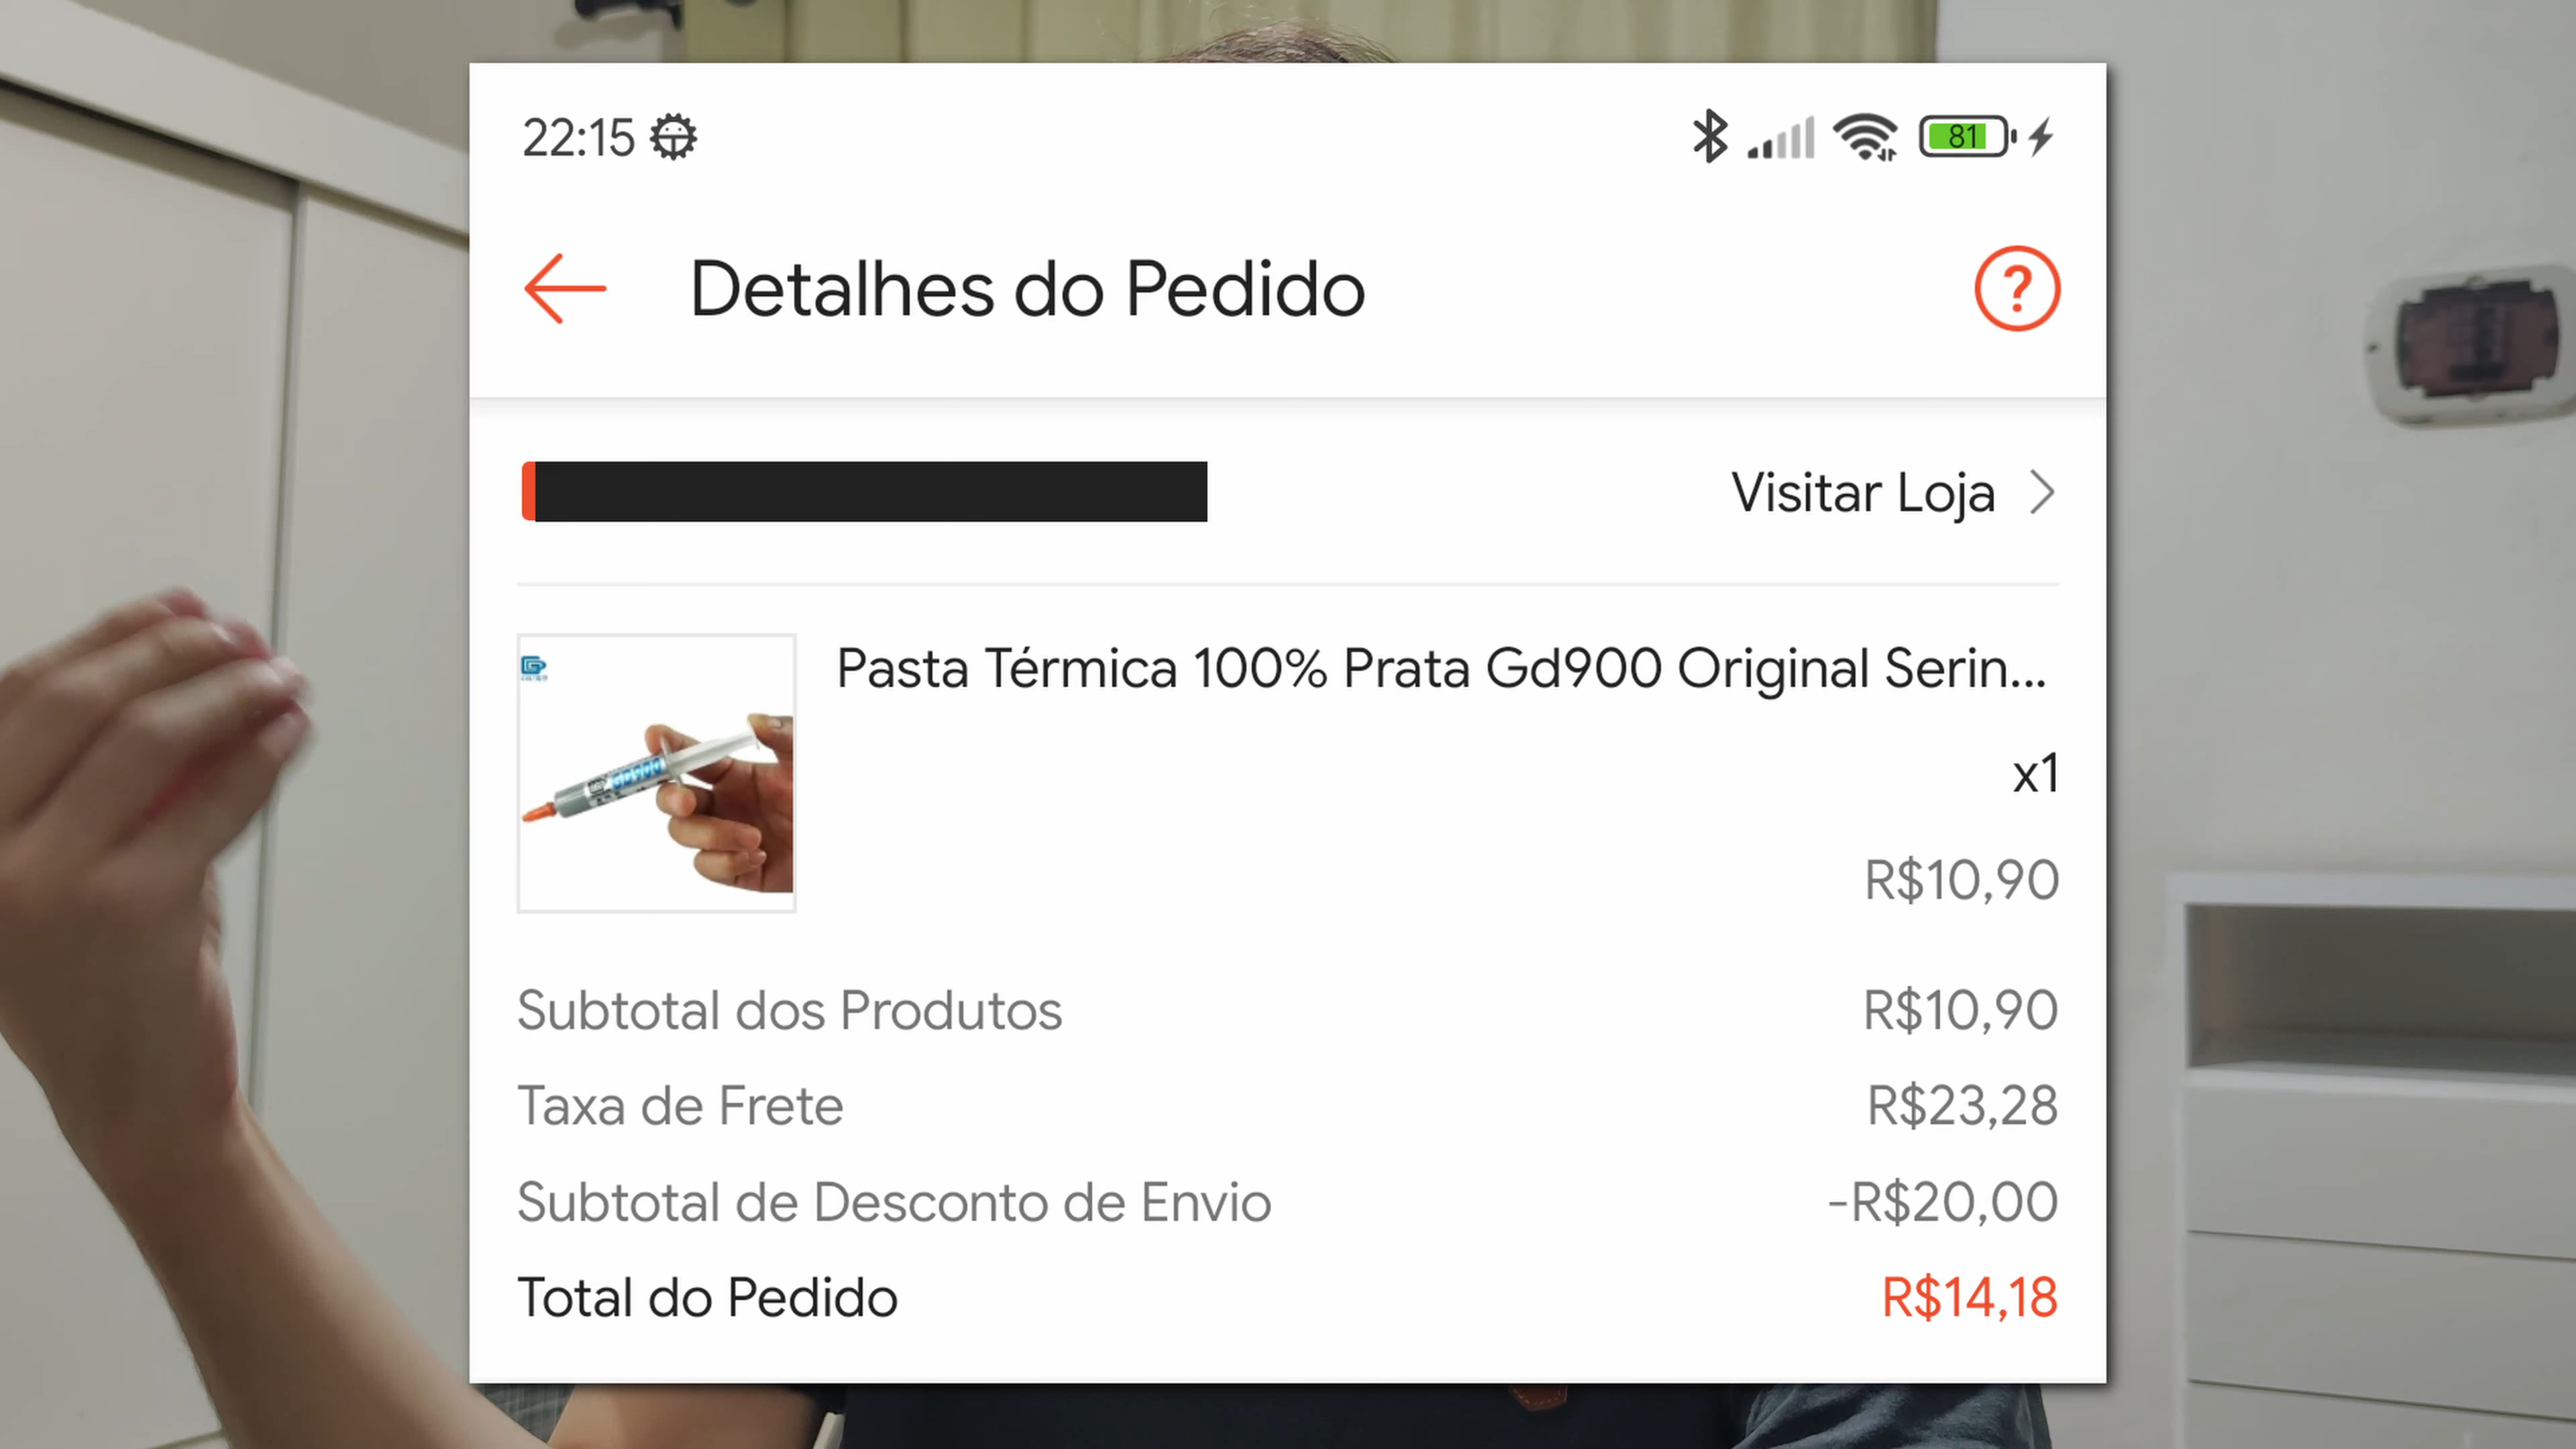 22:15
81
Detalhes do Pedido
?
Visitar Loja
Pasta Térmica 100% Prata Gd900 Original Serin...
GD900
x1
R$10,90
Subtotal dos Produtos R$10,90
Taxa de Frete R$23,28
Subtotal de Desconto de Envio -R$20,00
Total do Pedido R$14,18